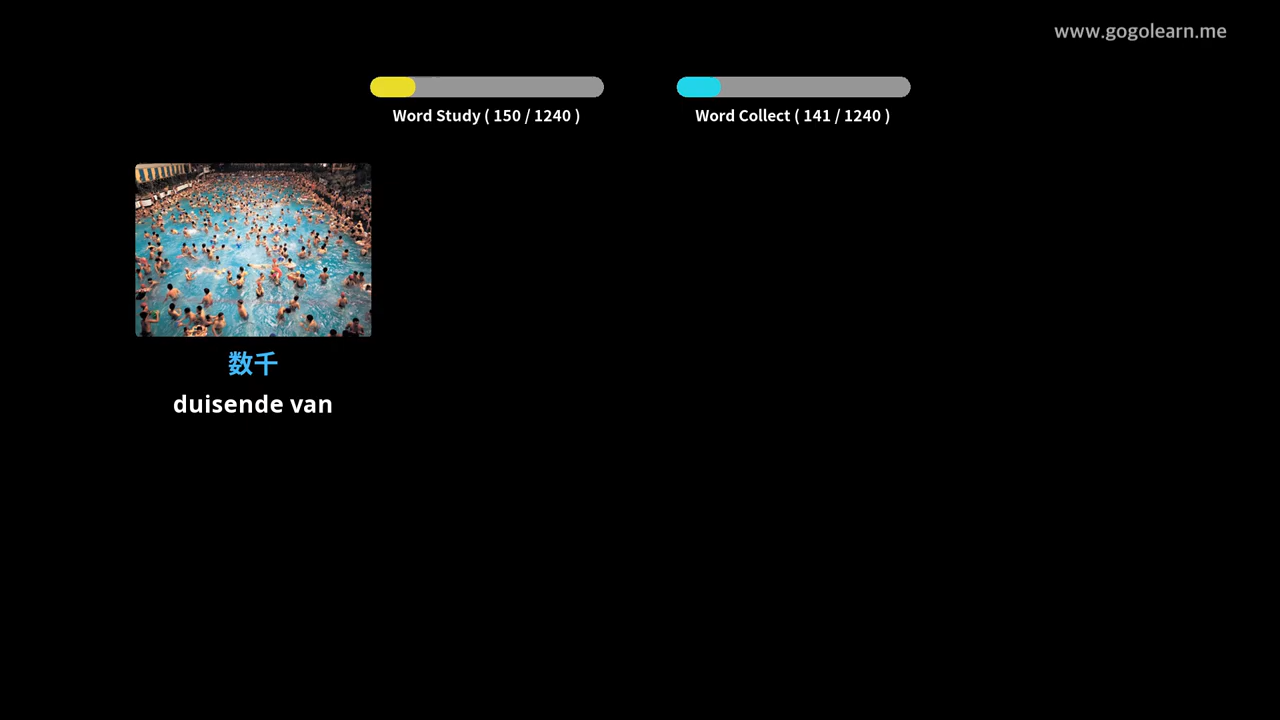 www.gogolearn.me
Word Study ( 150 / 1240 )
Word Collect ( 141 / 1240 )
数千
duisende van